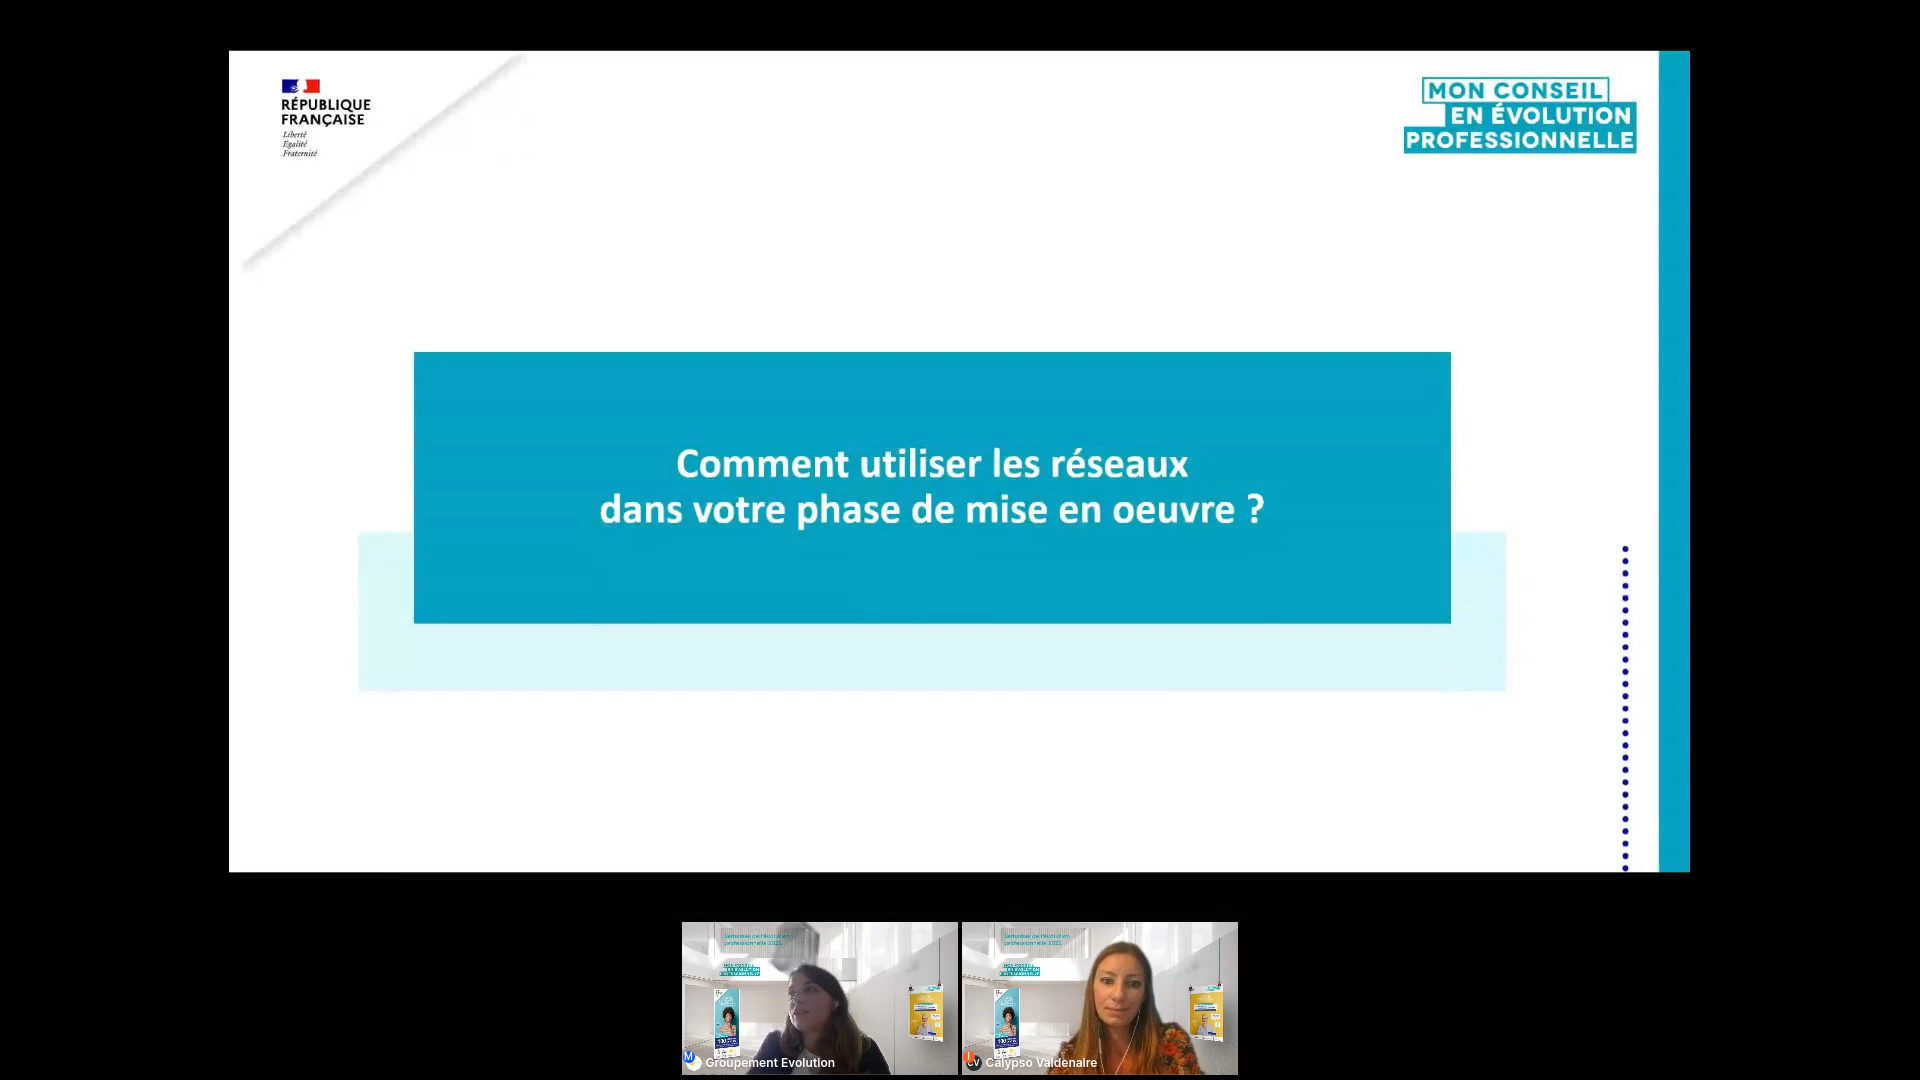 RÉPUBLIQUE
FRANÇAISE
Liberté
Égalité
Fraternité
MON CONSEIL
EN ÉVOLUTION
PROFESSIONNELLE
Comment utiliser les réseaux
dans votre phase de mise en oeuvre ?
Groupement Evolution
Calypso Valdenaire